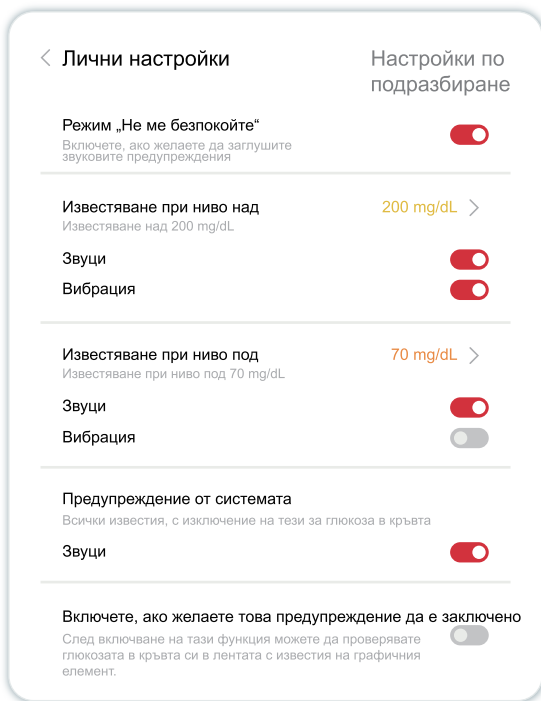 Лични настройки
Настройки по
подразбиране
Режим „Не ме безпокойте“
Включете, ако желаете да заглушите
звуковите предупреждения
Известяване при ниво над
200 mg/dL
Известяване над 200 mg/dL
Звуци
Вибрация
Известяване при ниво под
70 mg/dL
Известяване при ниво под 70 mg/dL
Звуци
Вибрация
Предупреждение от системата
Всички известия, с изключение на тези за глюкоза в кръвта
Звуци
Включете, ако желаете това предупреждение да е заключено
След включване на тази функция можете да проверявате
глюкозата в кръвта си в лентата с известия на графичния
елемент.